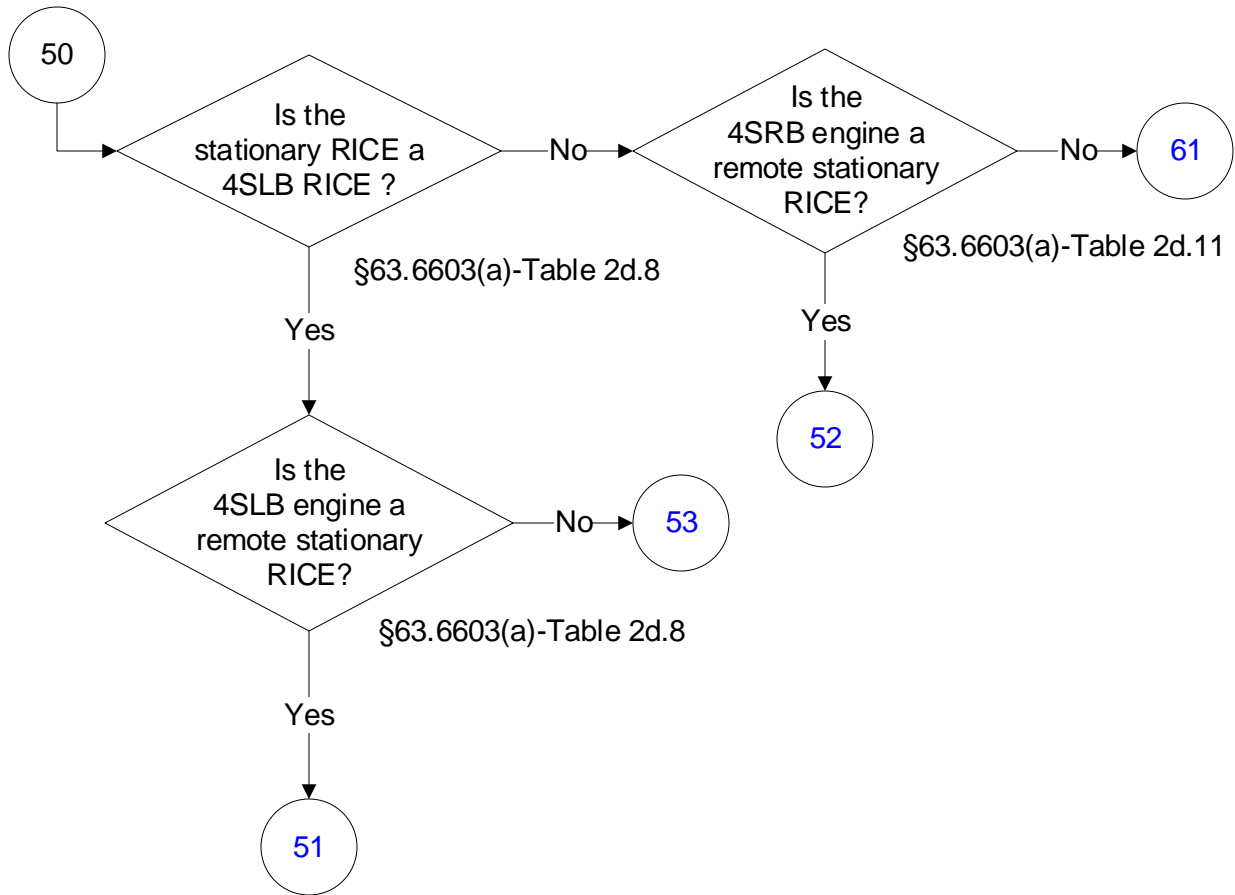 50
Is the
stationary RICE a
4SLB RICE ?
No
Is the
4SRB engine a
remote stationary
RICE?
No
61
§63.6603(a)-Table 2d.8
§63.6603(a)-Table 2d.11
Yes
Yes
52
Is the
4SLB engine a
remote stationary
RICE?
No
53
§63.6603(a)-Table 2d.8
Yes
51